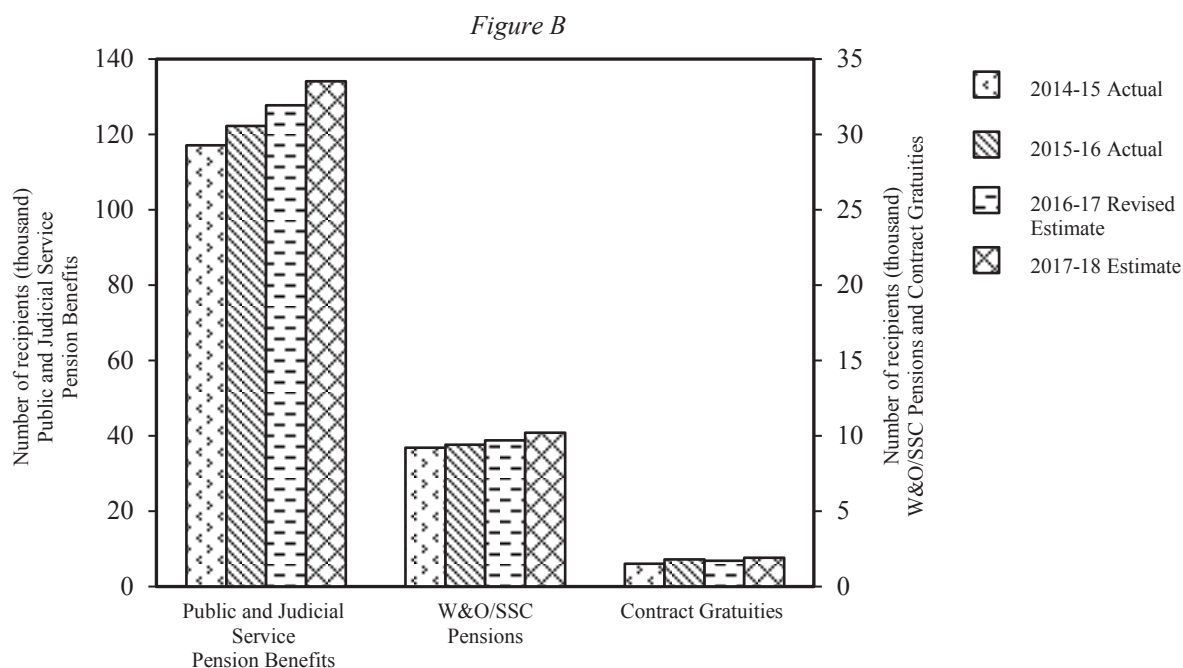 Figure B
140
120
100
80
60
40
20
0
Number of recipients (thousand)
Public and Judicial Service
Pension Benefits
35
30
25
20
15
10
5
0
Number of recipients (thousand)
W&O/SSC Pensions and Contract Gratuities
Public and Judicial
Service
Pension Benefits
W&O/SSC
Pensions
Contract Gratuities
2014-15 Actual
2015-16 Actual
2016-17 Revised
Estimate
2017-18 Estimate